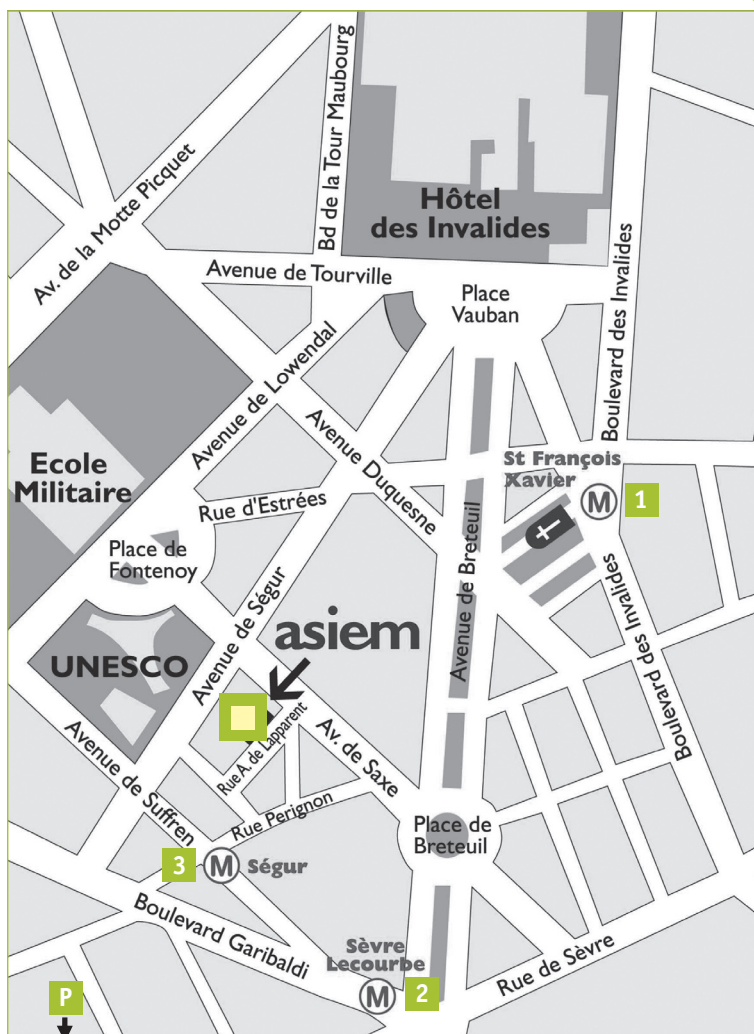 Bd de la Tour Maubourg
Av. de la Motte Picquet
Hôtel
des Invalides
Boulevard des Invalides
Avenue de Tourville
Place
Vauban
Avenue de Lowendal
Avenue Duquesne
Ecole
Militaire
St François
Xavier
M
1
Rue d'Estrées
Place de
Fontenoy
Avenue de Breteuil
Avenue de Ségur
asiem
UNESCO
Boulevard des Invalides
Rue A. de Lapparent
Av. de Saxe
Avenue de Suffren
Rue Perignon
Place de
Breteuil
3
M
Ségur
Boulevard Garibaldi
Sèvre
Lecourbe
M
2
Rue de Sèvre
P